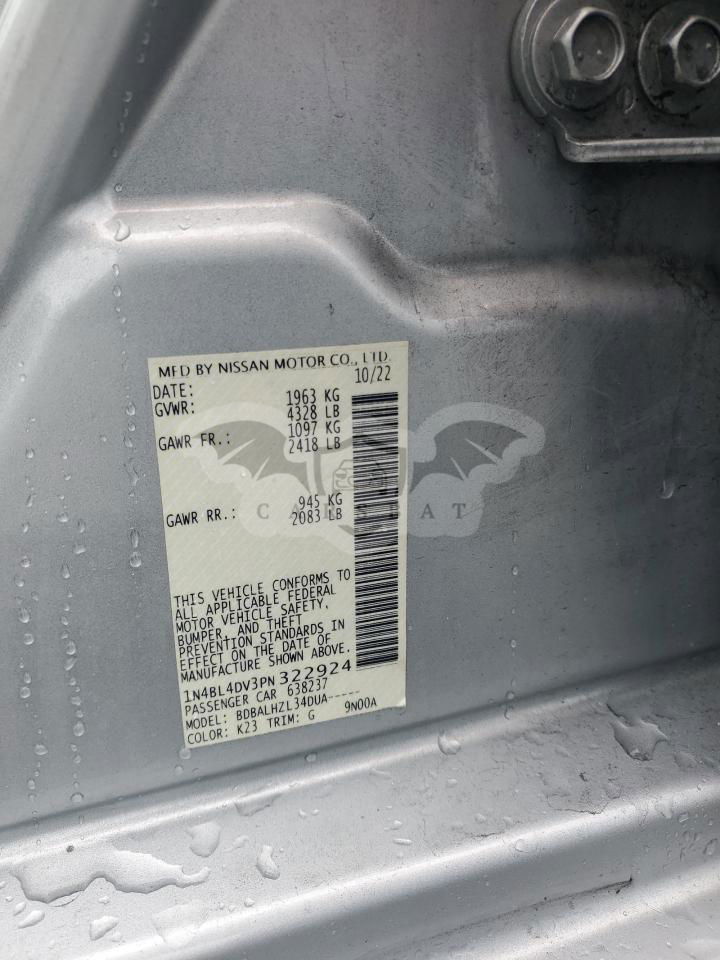 MFD BY NISSAN MOTOR CO., LTD.
DATE: 10/22
GVWR: 1963 KG
4328 LB
GAWR FR.: 1097 KG
2418 LB
GAWR RR.: 945 KG
2083 LB
CARSBAT
THIS VEHICLE CONFORMS TO
ALL APPLICABLE FEDERAL
MOTOR VEHICLE SAFETY,
BUMPER, AND THEFT
PREVENTION STANDARDS IN
EFFECT ON THE DATE OF
MANUFACTURE SHOWN ABOVE.
1N4BL4DV3PN322924
PASSENGER CAR 638237
MODEL: BDBALHZL34DUA-----
COLOR: K23 TRIM: G 9N00A